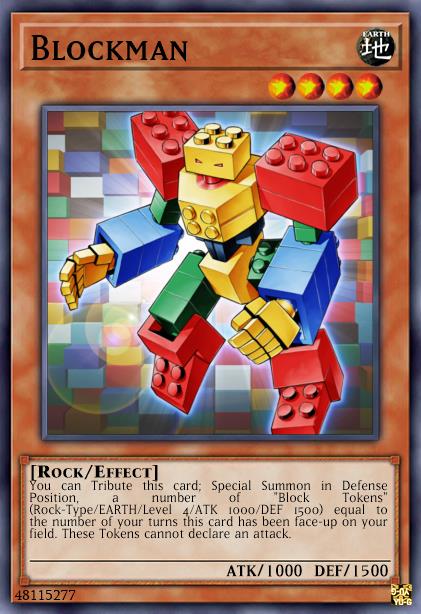 BLOCKMAN
EARTH
地
[ROCK/EFFECT]
You can Tribute this card; Special Summon in Defense
Position, a number of "Block Tokens"
(Rock-Type/EARTH/Level 4/ATK 1000/DEF 1500) equal to
the number of your turns this card has been face-up on your
field. These Tokens cannot declare an attack.
ATK/1000 DEF/1500
48115277